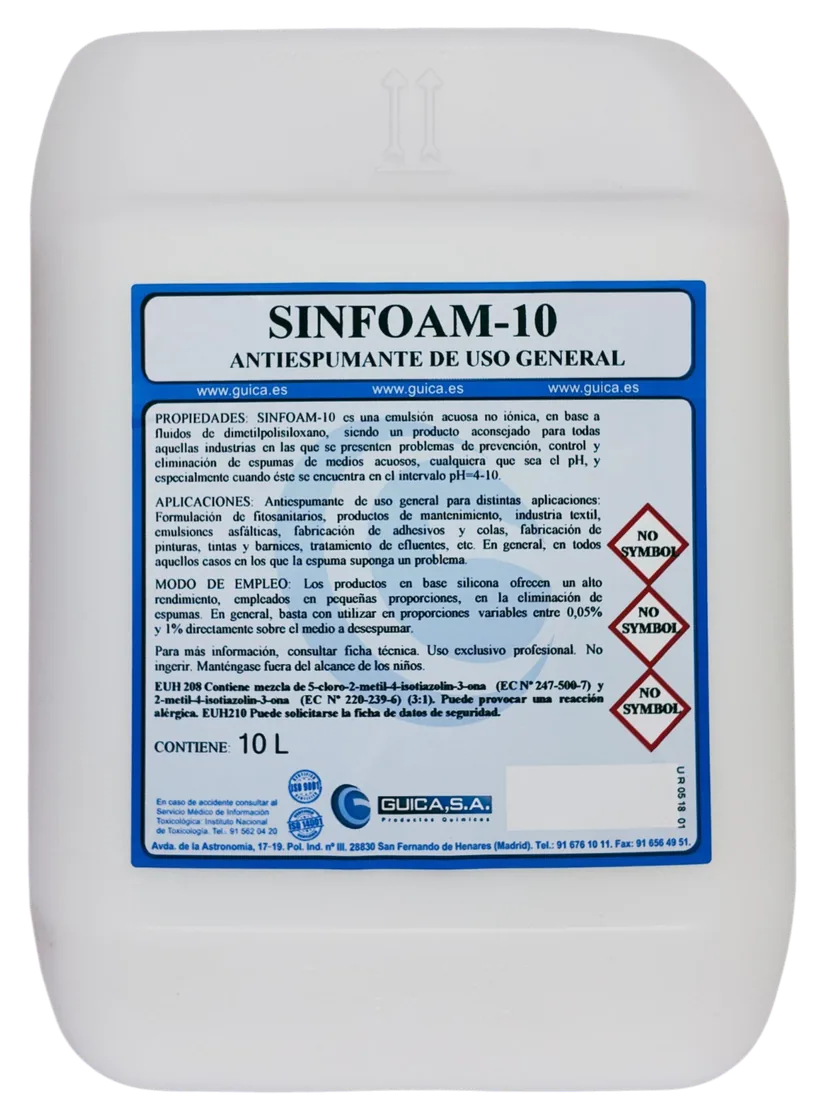 SINFOAM-10
ANTIESPUMANTE DE USO GENERAL
www.guica.es www.guica.es www.guica.es
PROPIEDADES: SINFOAM-10 es una emulsión acuosa no iónica, en base a
fluidos de dimetilpolisiloxano, siendo un producto aconsejado para todas
aquellas industrias en las que se presenten problemas de prevención, control y
eliminación de espumas de medios acuosos, cualquiera que sea el pH, y
especialmente cuando éste se encuentra en el intervalo pH=4-10.
APLICACIONES: Antiespumante de uso general para distintas aplicaciones:
Formulación de fitosanitarios, productos de mantenimiento, industria textil,
emulsiones asfálticas, fabricación de adhesivos y colas, fabricación de
pinturas, tintas y barnices, tratamiento de efluentes, etc. En general, en todos
aquellos casos en los que la espuma suponga un problema.
MODO DE EMPLEO: Los productos en base silicona ofrecen un alto
rendimiento, empleados en pequeñas proporciones, en la eliminación de
espumas. En general, basta con utilizar en proporciones variables entre 0,05%
y 1% directamente sobre el medio a desespumar.
Para más información, consultar ficha técnica. Uso exclusivo profesional. No
ingerir. Manténgase fuera del alcance de los niños.
EUH 208 Contiene mezcla de 5-cloro-2-metil-4-isotiazolin-3-ona (EC Nº 247-500-7) y
2-metil-4-isotiazolin-3-ona (EC Nº 220-239-6) (3:1). Puede provocar una reacción
alérgica. EUH210 Puede solicitarse la ficha de datos de seguridad.
NO
SYMBOL
NO
SYMBOL
NO
SYMBOL
CONTIENE: 10 L
En caso de accidente consultar al
Servicio Médico de Información
Toxicológica: Instituto Nacional
de Toxicología. Tel.: 91 562 04 20
ISO 9001
ISO 14001
GUICA, S.A.
Productos Químicos
UR0518 01
Avda. de la Astronomía, 17-19. Pol. Ind. nº III. 28830 San Fernando de Henares (Madrid). Tel.: 91 676 10 11. Fax: 91 656 49 51.